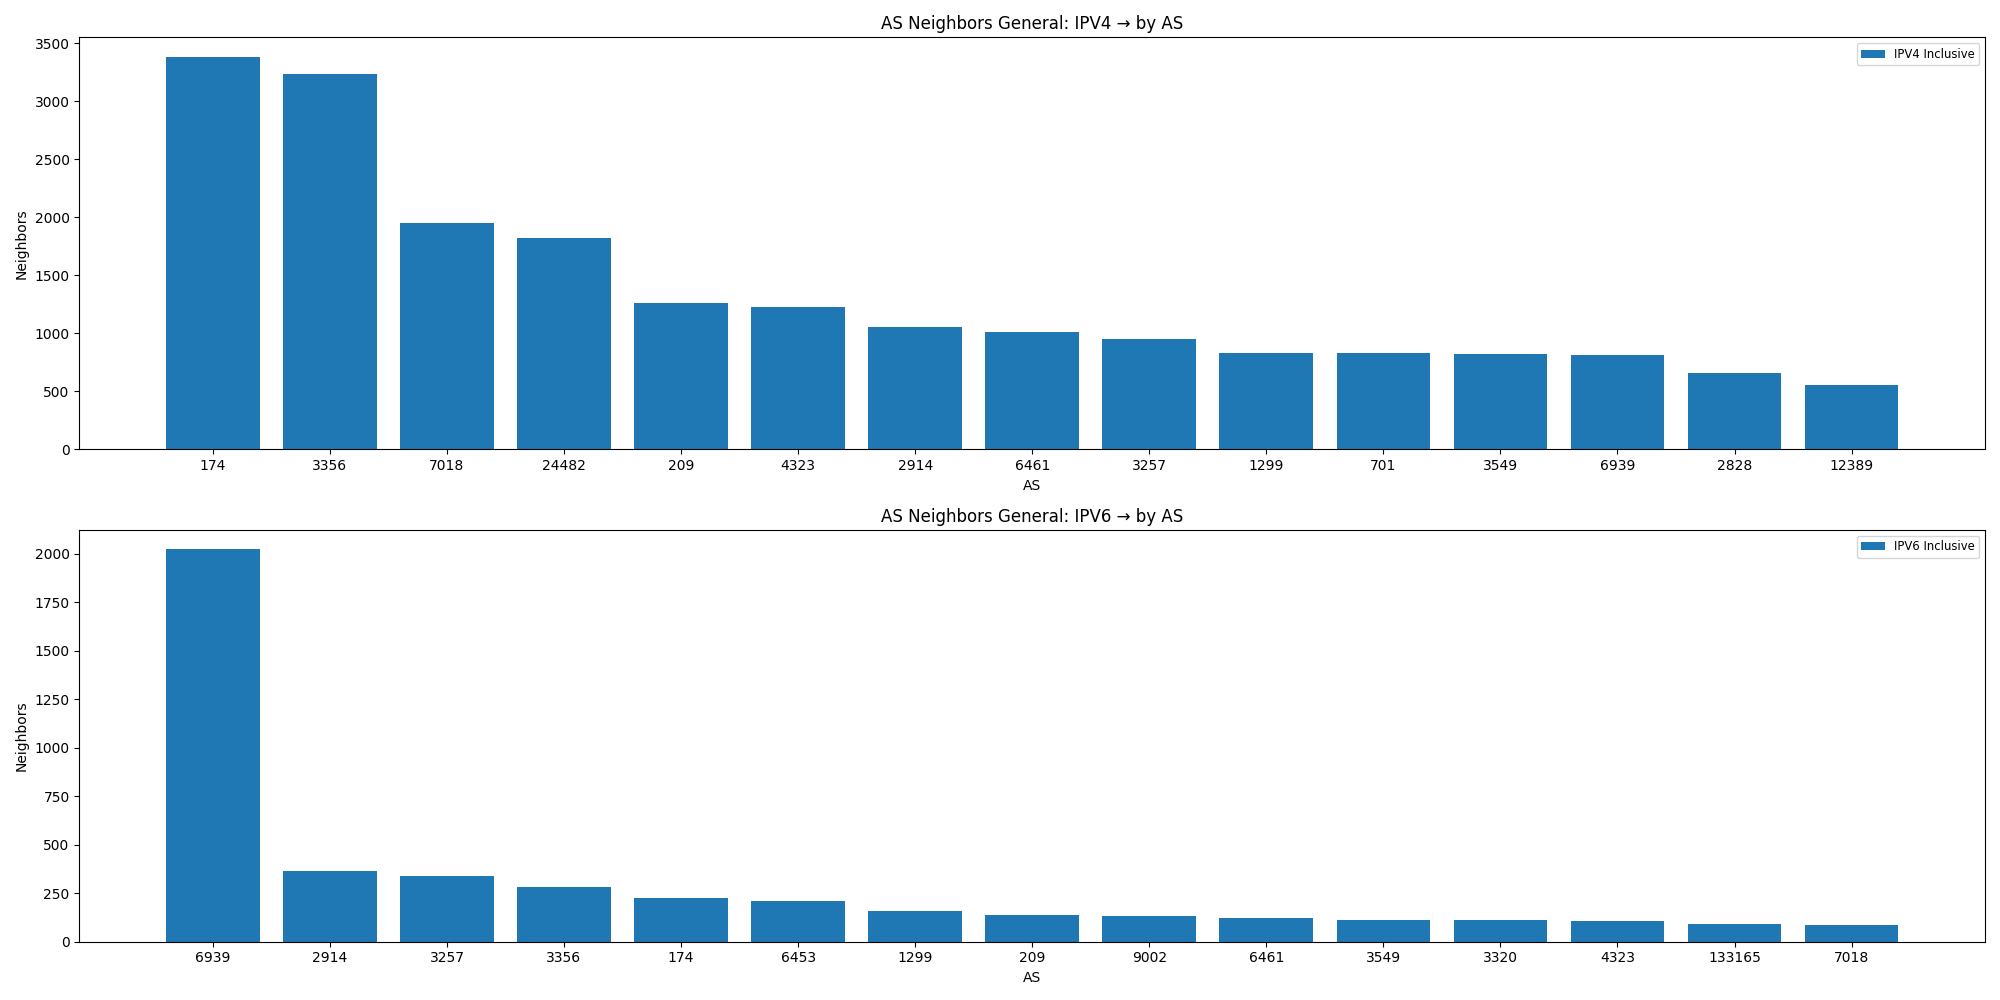 AS Neighbors General: IPV4 → by AS
IPV4 Inclusive
Neighbors
3500
3000
2500
2000
1500
1000
500
0
174 3356 7018 24482 209 4323 2914 6461 3257 1299 701 3549 6939 2828 12389
AS
AS Neighbors General: IPV6 → by AS
IPV6 Inclusive
Neighbors
2000
1750
1500
1250
1000
750
500
250
0
6939 2914 3257 3356 174 6453 1299 209 9002 6461 3549 3320 4323 133165 7018
AS